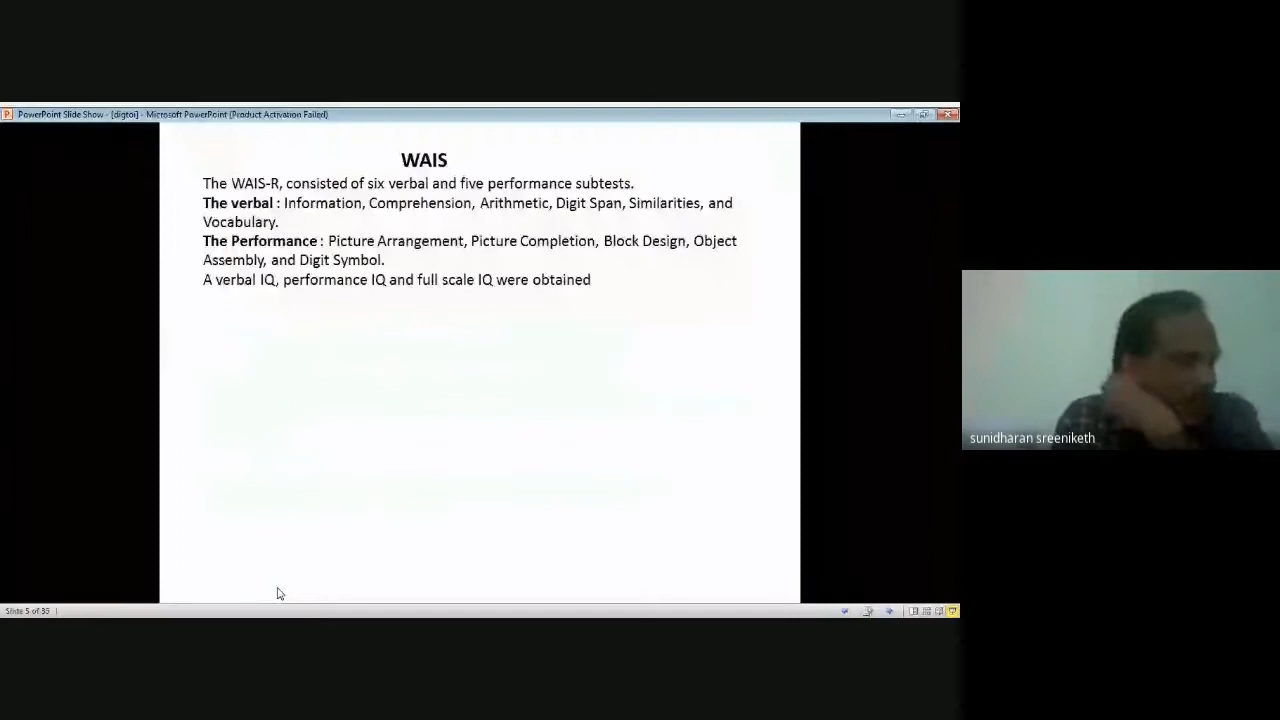 PowerPoint Slide Show - [digtoi] - Microsoft PowerPoint (Product Activation Failed)
WAIS
The WAIS-R, consisted of six verbal and five performance subtests.
The verbal : Information, Comprehension, Arithmetic, Digit Span, Similarities, and
Vocabulary.
The Performance : Picture Arrangement, Picture Completion, Block Design, Object
Assembly, and Digit Symbol.
A verbal IQ, performance IQ and full scale IQ were obtained
sunidharan sreeniketh
Slide 5 of 35